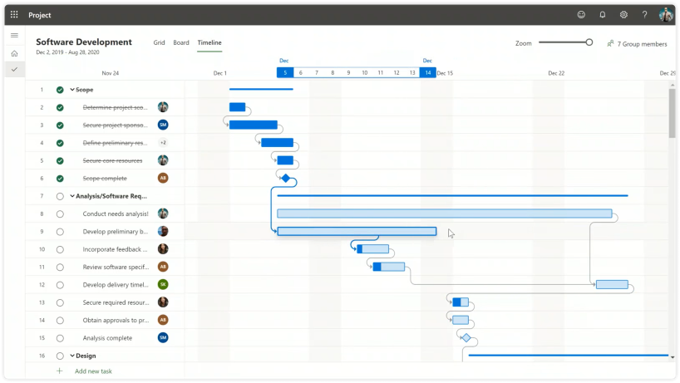 Project
?
Software Development
Grid
Board
Timeline
Dec 2, 2019 - Aug 28, 2020
Zoom
7 Group members
Dec
Dec
Nov 24
Dec 1
5 6 7 8 9 10 11 12 13 14
Dec 15
Dec 22
Dec 29
1 Scope
2 Determine project sco...
3 Secure project sponso... SM
4 Define preliminary res... +2
5 Secure core resources
6 Scope complete AR
7 Analysis/Software Req...
8 Conduct needs analysis!
9 Develop preliminary b...
10 Incorporate feedback ...
11 Review software specif... AR
12 Develop delivery timel... SK
13 Secure required resour...
14 Obtain approvals to pr... AR
15 Analysis complete SM
16 Design
+ Add new task